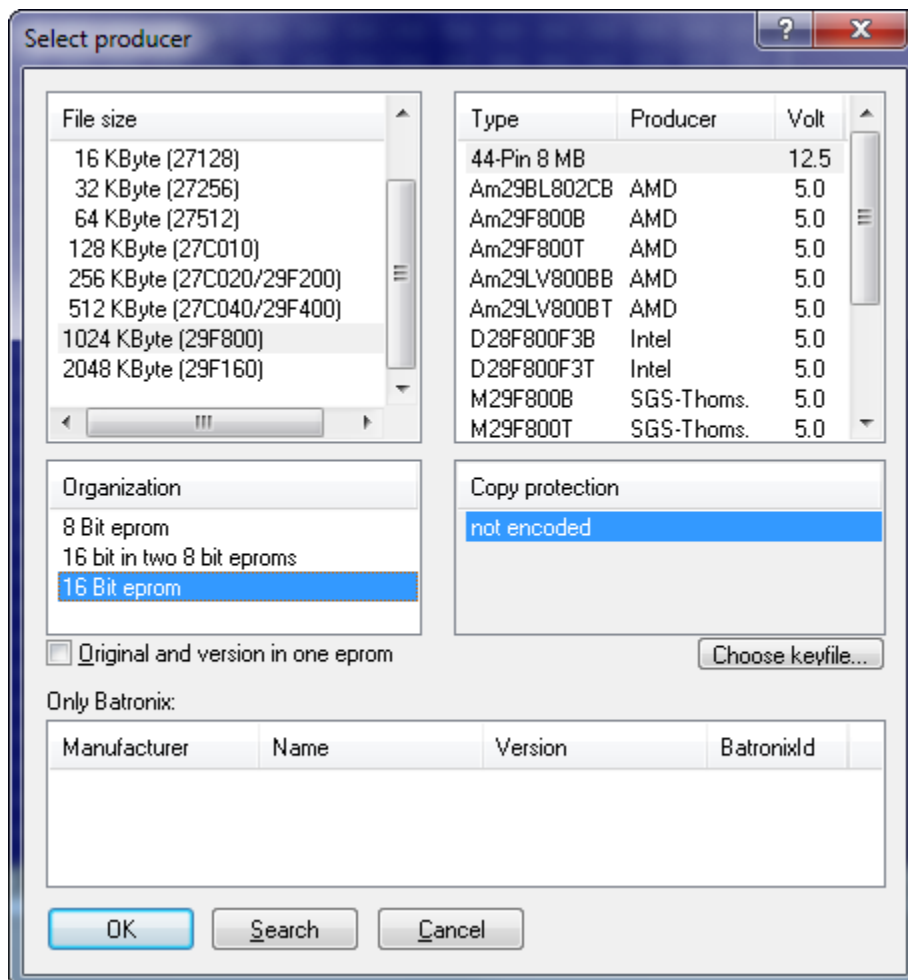 Select producer
?
File size
16 KByte (27128)
32 KByte (27256)
64 KByte (27512)
128 KByte (27C010)
256 KByte (27C020/29F200)
512 KByte (27C040/29F400)
1024 KByte (29F800)
2048 KByte (29F160)
Type Producer Volt
44-Pin 8 MB 12.5
Am29BL802CB AMD 5.0
Am29F800B AMD 5.0
Am29F800T AMD 5.0
Am29LV800BB AMD 5.0
Am29LV800BT AMD 5.0
D28F800F3B Intel 5.0
D28F800F3T Intel 5.0
M29F800B SGS-Thoms. 5.0
M29F800T SGS-Thoms. 5.0
Organization
8 Bit eprom
16 bit in two 8 bit eproms
16 Bit eprom
Copy protection
not encoded
Original and version in one eprom
Choose keyfile...
Only Batronix:
Manufacturer Name Version BatronixId
OK Search Cancel